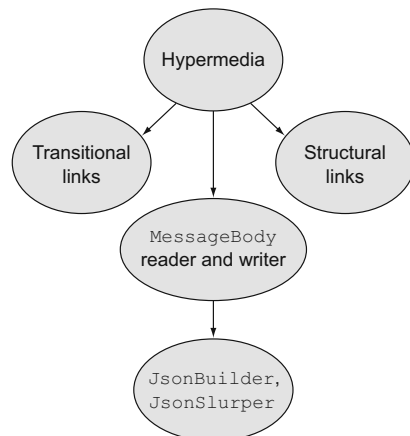 Hypermedia
Transitional
links
Structural
links
MessageBody
reader and writer
JsonBuilder,
JsonSlurper